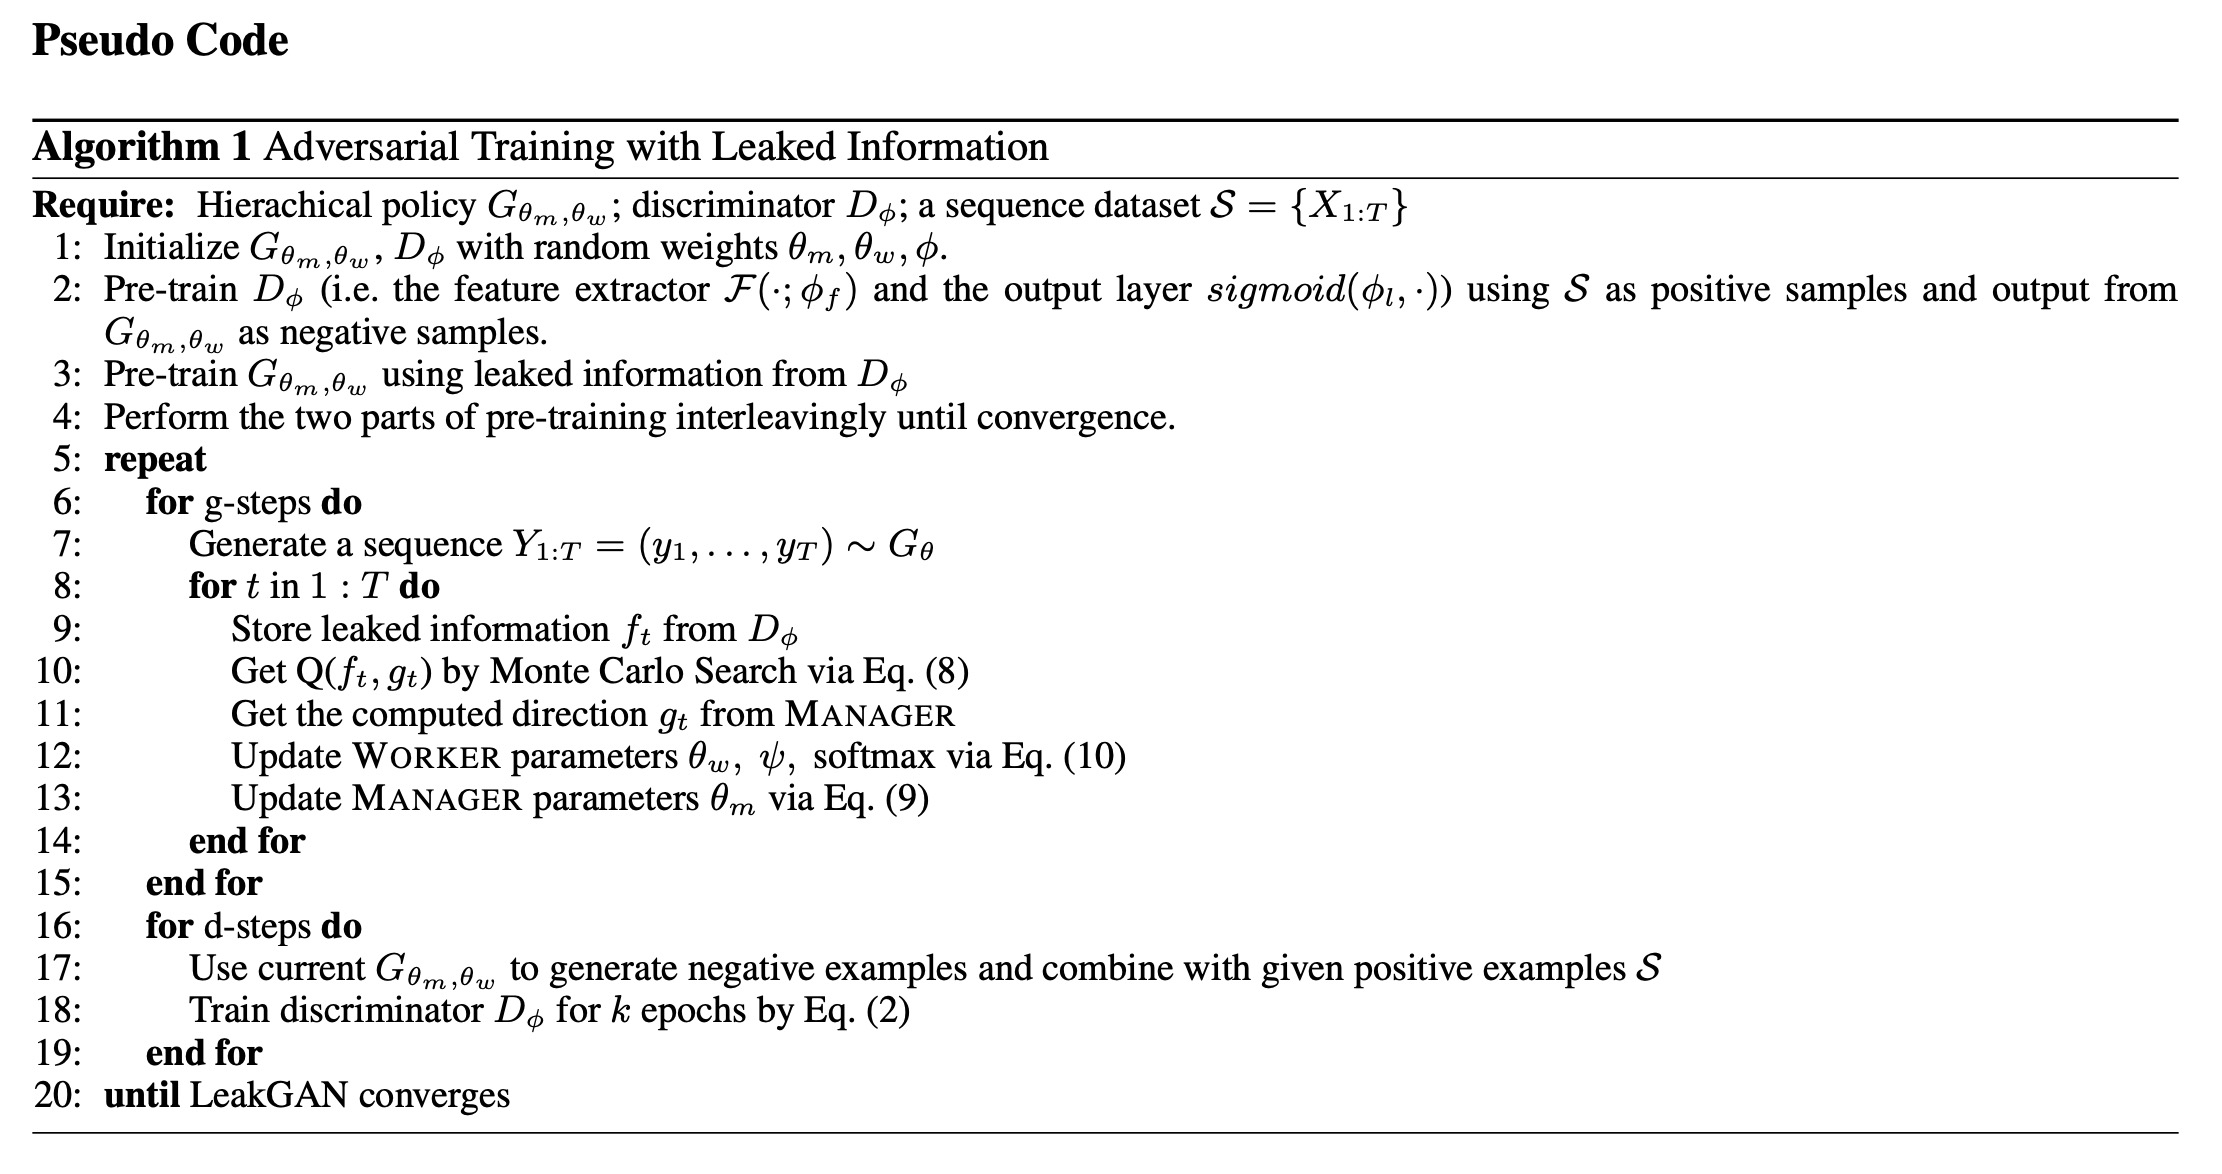 Pseudo Code
Algorithm 1 Adversarial Training with Leaked Information
Require: Hierachical policy $G_{\theta_m,\theta_w}$; discriminator $D_\phi$; a sequence dataset $\mathcal{S} = \{X_{1:T}\}$
1: Initialize $G_{\theta_m,\theta_w}$, $D_\phi$ with random weights $\theta_m, \theta_w, \phi$.
2: Pre-train $D_\phi$ (i.e. the feature extractor $\mathcal{F}(\cdot; \phi_f)$ and the output layer $sigmoid(\phi_l, \cdot)$) using $\mathcal{S}$ as positive samples and output from
$G_{\theta_m,\theta_w}$ as negative samples.
3: Pre-train $G_{\theta_m,\theta_w}$ using leaked information from $D_\phi$
4: Perform the two parts of pre-training interleavingly until convergence.
5: repeat
6: for g-steps do
7: Generate a sequence $Y_{1:T} = (y_1, \ldots, y_T) \sim G_\theta$
8: for $t$ in $1 : T$ do
9: Store leaked information $f_t$ from $D_\phi$
10: Get Q$(f_t, g_t)$ by Monte Carlo Search via Eq. (8)
11: Get the computed direction $g_t$ from MANAGER
12: Update WORKER parameters $\theta_w$, $\psi$, softmax via Eq. (10)
13: Update MANAGER parameters $\theta_m$ via Eq. (9)
14: end for
15: end for
16: for d-steps do
17: Use current $G_{\theta_m,\theta_w}$ to generate negative examples and combine with given positive examples $\mathcal{S}$
18: Train discriminator $D_\phi$ for $k$ epochs by Eq. (2)
19: end for
20: until LeakGAN converges